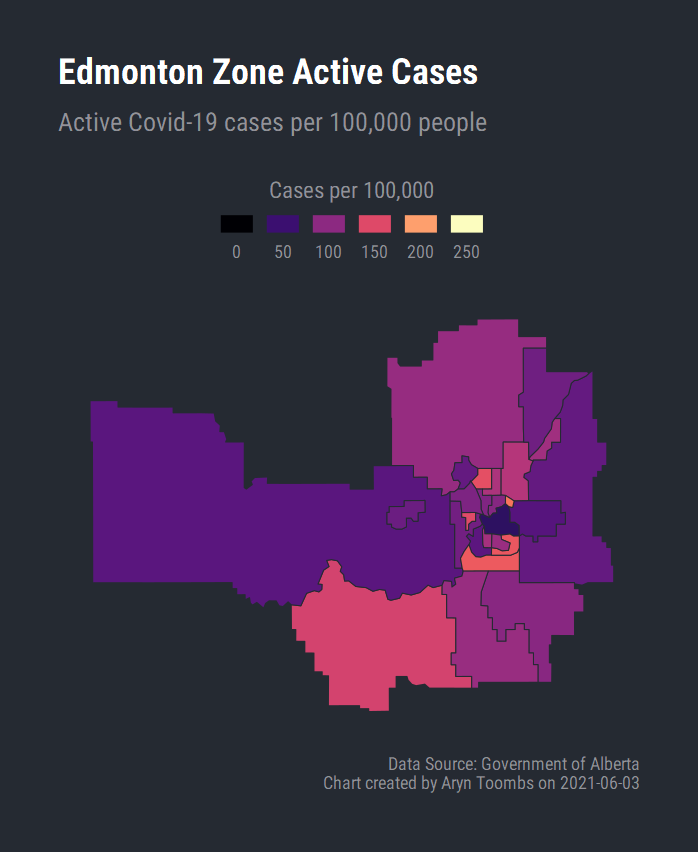 Edmonton Zone Active Cases
Active Covid-19 cases per 100,000 people
Cases per 100,000
0 50 100 150 200 250
Data Source: Government of Alberta
Chart created by Aryn Toombs on 2021-06-03